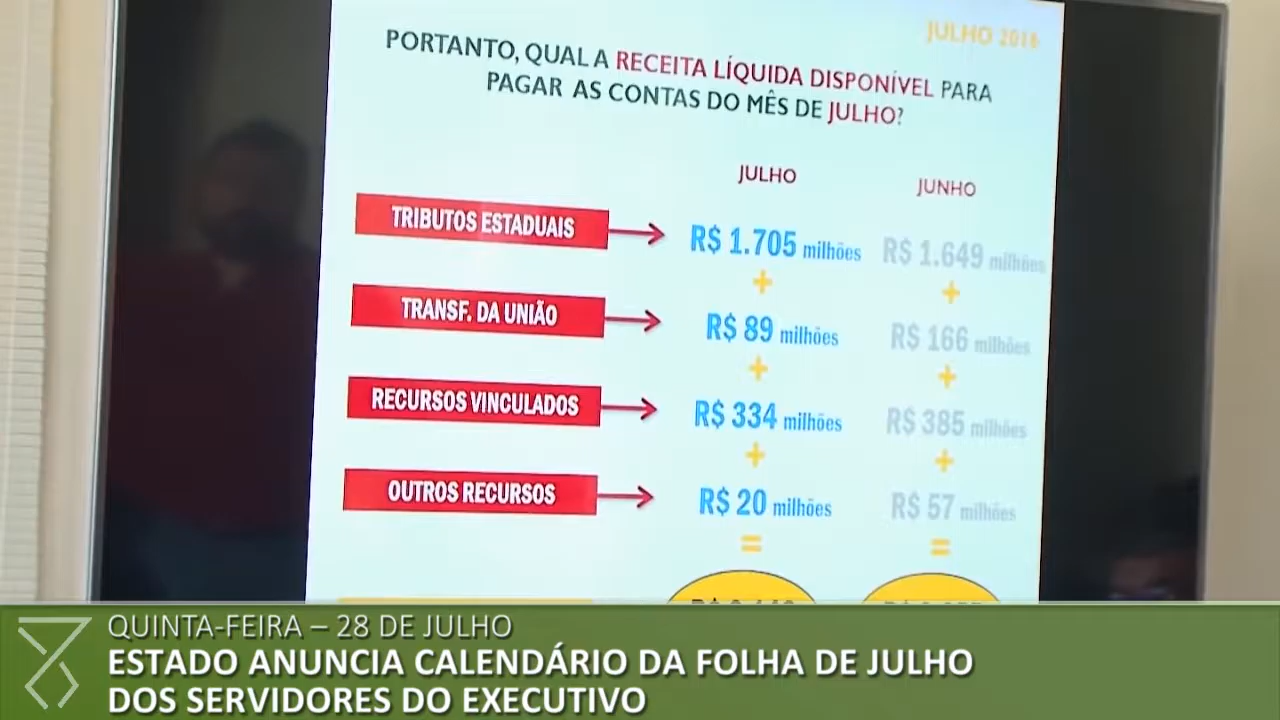 JULHO 2016
PORTANTO, QUAL A RECEITA LÍQUIDA DISPONÍVEL PARA
PAGAR AS CONTAS DO MÊS DE JULHO?
JULHO JUNHO
TRIBUTOS ESTADUAIS R$ 1.705 milhões R$ 1.649 milhões
+ +
TRANSF. DA UNIÃO R$ 89 milhões R$ 166 milhões
+ +
RECURSOS VINCULADOS R$ 334 milhões R$ 385 milhões
+ +
OUTROS RECURSOS R$ 20 milhões R$ 57 milhões
= =
QUINTA-FEIRA – 28 DE JULHO
ESTADO ANUNCIA CALENDÁRIO DA FOLHA DE JULHO
DOS SERVIDORES DO EXECUTIVO